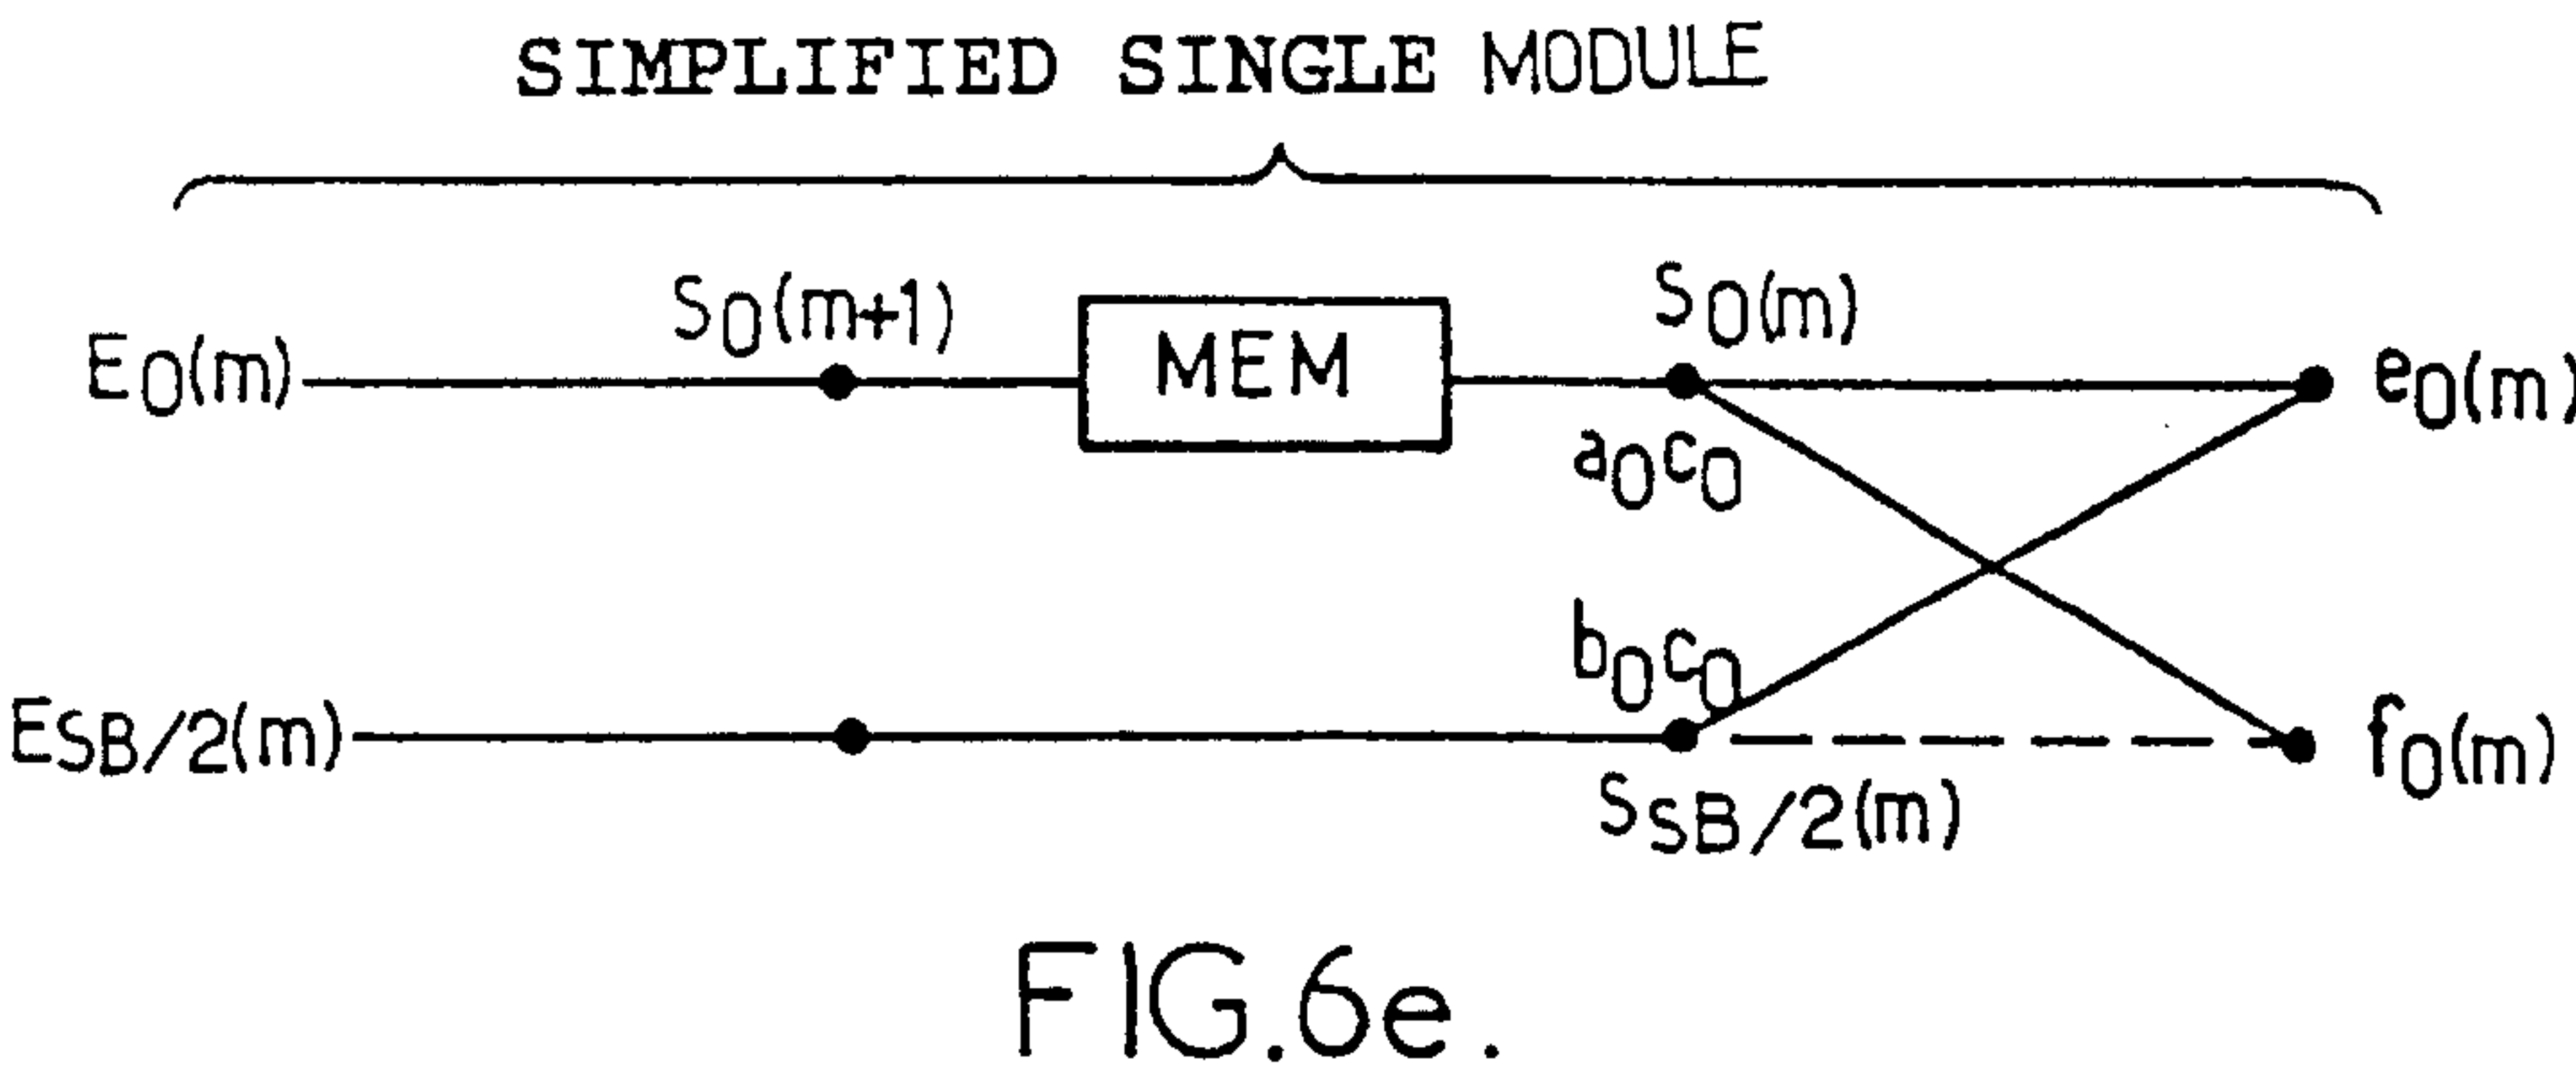 SIMPLIFIED SINGLE MODULE
S0(m+1)
S0(m)
E0(m)
MEM
e0(m)
a0c0
b0c0
ESB/2(m)
f0(m)
SSB/2(m)
FIG.6e.